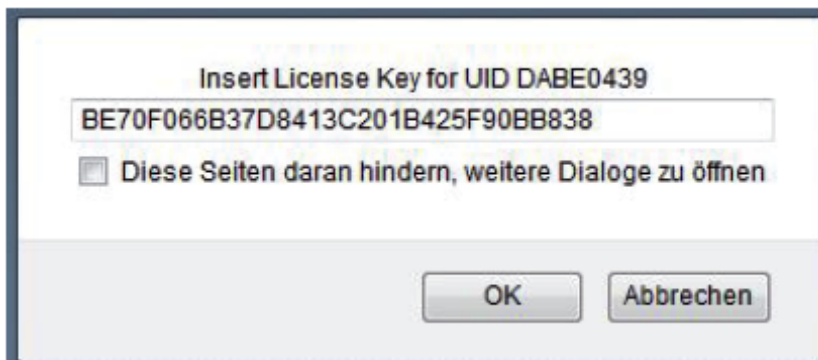 Insert License Key for UID DABE0439
BE70F066B37D8413C201B425F90BB838
Diese Seiten daran hindern, weitere Dialoge zu öffnen
OK Abbrechen